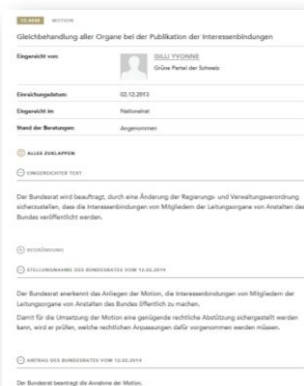 MOTION
Gleichbehandlung aller Organe bei der Publikation der Interessenbindungen
Eingereicht von:
GILLI YVONNE
Grüne Partei der Schweiz
Einreichungsdatum:
02.12.2013
Eingereicht im:
Nationalrat
Stand der Beratungen:
Angenommen
ALLES ZUKLAPPEN
EINGEREICHTER TEXT
Der Bundesrat wird beauftragt, durch eine Änderung der Regierungs- und Verwaltungsverordnung
sicherzustellen, dass die Interessenbindungen von Mitgliedern der Leitungsorgane von Anstalten des
Bundes veröffentlicht werden.
BEGRÜNDUNG
STELLUNGNAHME DES BUNDESRATES VOM 12.02.2014
Der Bundesrat anerkennt das Anliegen der Motion, die Interessenbindungen von Mitgliedern der
Leitungsorgane von Anstalten des Bundes öffentlich zu machen.
Damit für die Umsetzung der Motion eine genügende rechtliche Abstützung sichergestellt werden
kann, wird er prüfen, welche rechtlichen Anpassungen dafür vorgenommen werden müssen.
ANTRAG DES BUNDESRATES VOM 12.02.2014
Der Bundesrat beantragt die Annahme der Motion.